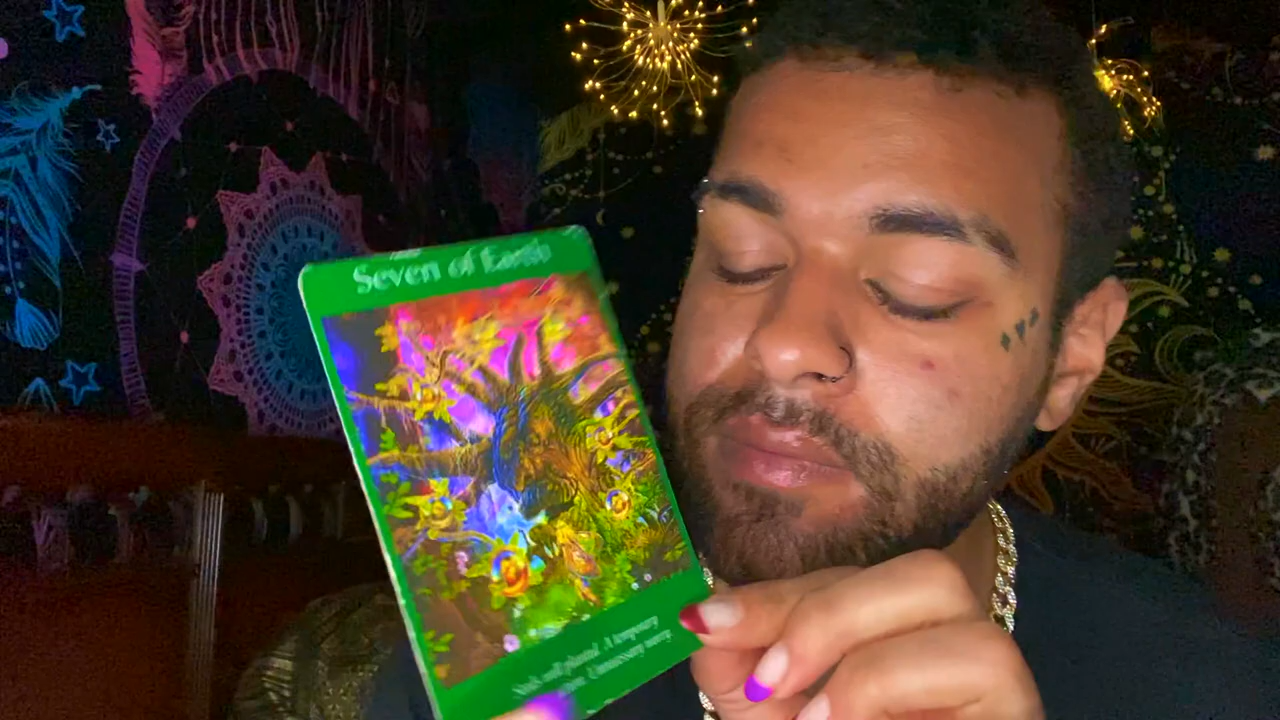 Seven of Earth
Seeds well planted. A temporary
Unnecessary worry.